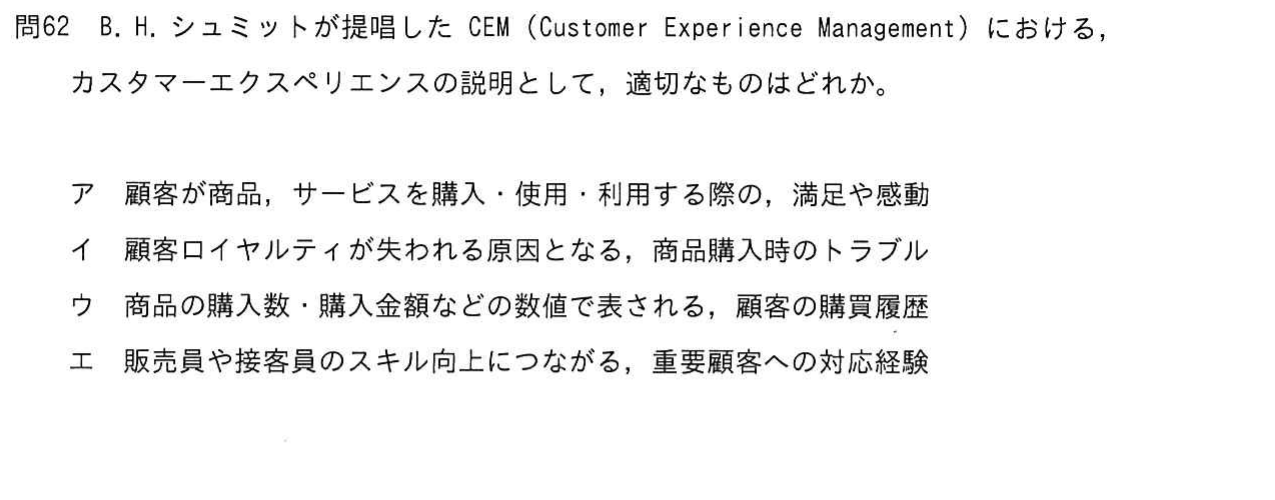 問62 B. H. シュミットが提唱した CEM (Customer Experience Management) における,
カスタマーエクスペリエンスの説明として, 適切なものはどれか。
ア 顧客が商品, サービスを購入・使用・利用する際の, 満足や感動
イ 顧客ロイヤルティが失われる原因となる, 商品購入時のトラブル
ウ 商品の購入数・購入金額などの数値で表される, 顧客の購買履歴
エ 販売員や接客員のスキル向上につながる, 重要顧客への対応経験